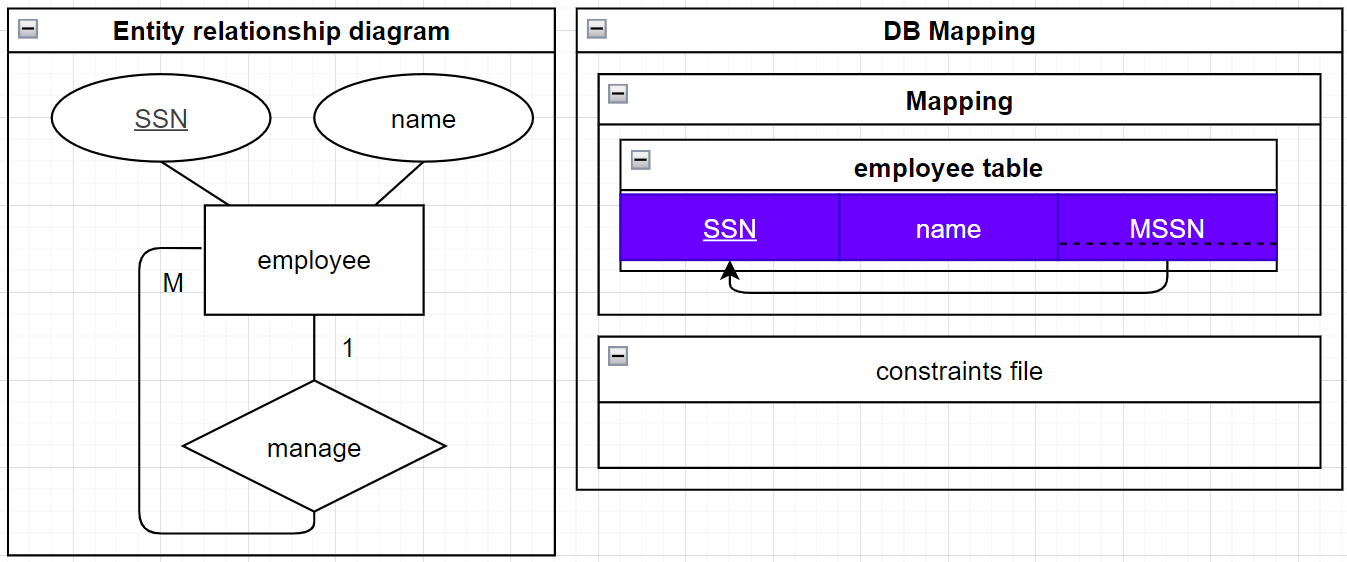 Entity relationship diagram
SSN
name
employee
M
1
manage
DB Mapping
Mapping
employee table
SSN name MSSN
constraints file